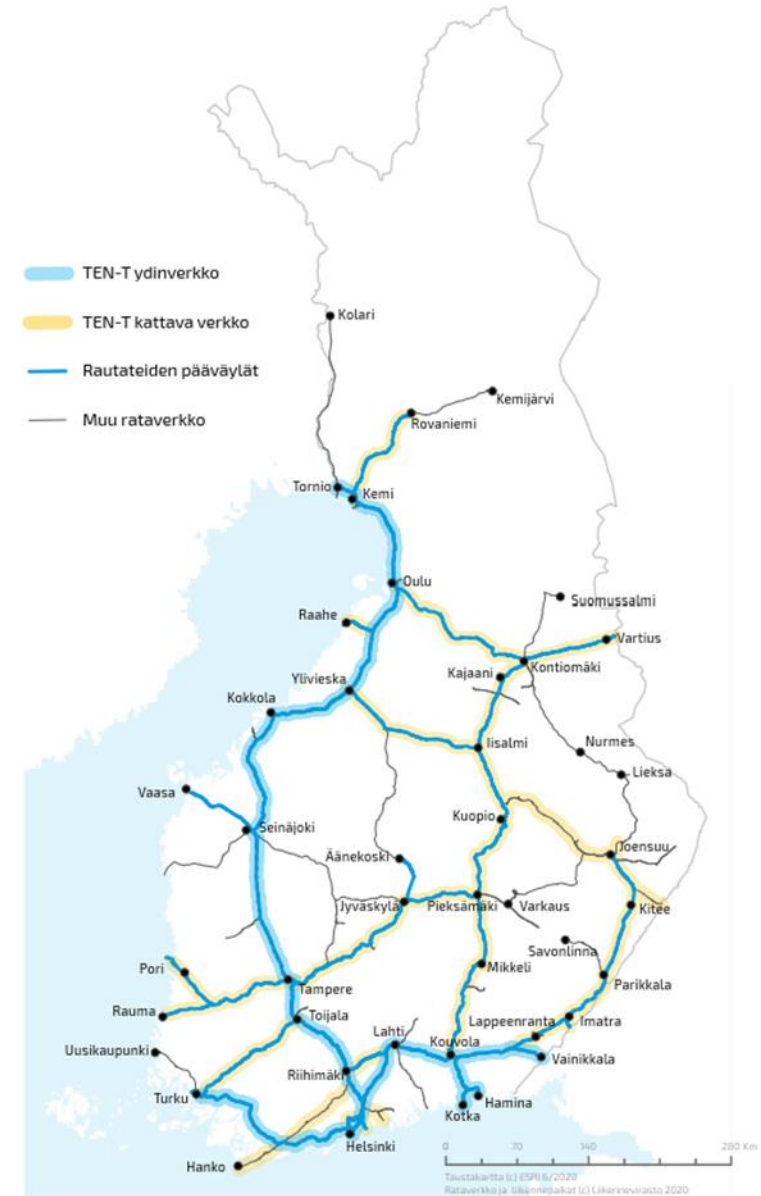 TEN-T ydinverkko
TEN-T kattava verkko
Rautateiden pääväylät
Muu rataverkko
Kolari
Kemijärvi
Rovaniemi
Tornio
Kemi
Oulu
Suomussalmi
Raahe
Vartius
Kontiomäki
Kajaani
Ylivieska
Kokkola
Nurmes
Iisalmi
Lieksa
Vaasa
Kuopio
Seinäjoki
Joensuu
Äänekoski
Jyväskylä
Pieksämäki
Varkaus
Kitee
Savonlinna
Pori
Mikkeli
Parikkala
Tampere
Rauma
Toijala
Lappeenranta
Imatra
Lahti
Kouvola
Uusikaupunki
Vainikkala
Riihimäki
Turku
Hamina
Kotka
Helsinki
Hanko
0 70 140 280 Km
Taustakartta (c) ESRI 6/2020
Rataverkko ja liikennepaikat (c) Liikennevirasto 2020